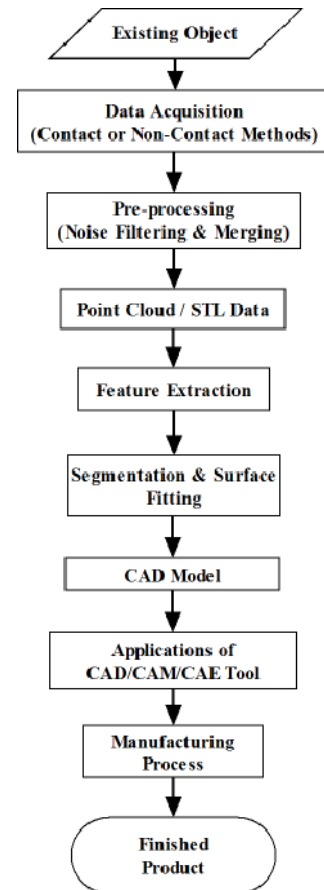 Existing Object
Data Acquisition
(Contact or Non-Contact Methods)
Pre-processing
(Noise Filtering & Merging)
Point Cloud / STL Data
Feature Extraction
Segmentation & Surface
Fitting
CAD Model
Applications of
CAD/CAM/CAE Tool
Manufacturing
Process
Finished
Product